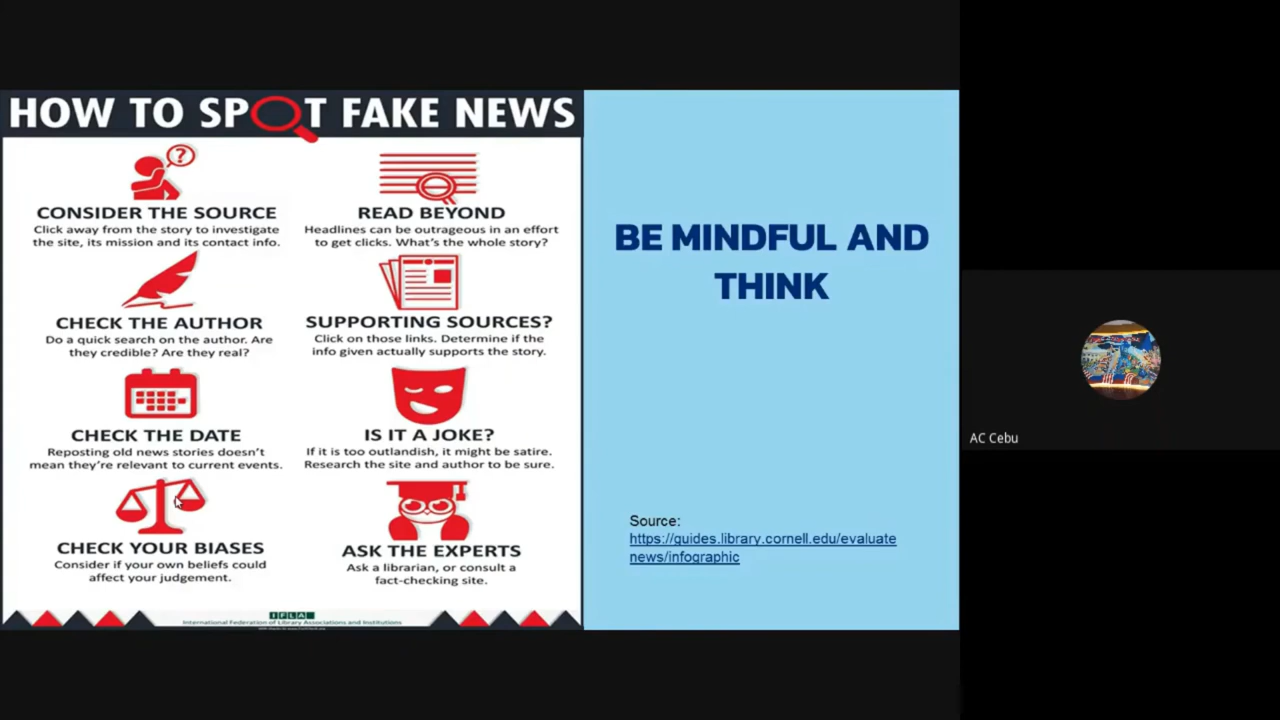 HOW TO SPOT FAKE NEWS
?
CONSIDER THE SOURCE
Click away from the story to investigate
the site, its mission and its contact info.
READ BEYOND
Headlines can be outrageous in an effort
to get clicks. What's the whole story?
CHECK THE AUTHOR
Do a quick search on the author. Are
they credible? Are they real?
SUPPORTING SOURCES?
Click on those links. Determine if the
info given actually supports the story.
CHECK THE DATE
Reposting old news stories doesn't
mean they're relevant to current events.
IS IT A JOKE?
If it is too outlandish, it might be satire.
Research the site and author to be sure.
CHECK YOUR BIASES
Consider if your own beliefs could
affect your judgement.
ASK THE EXPERTS
Ask a librarian, or consult a
fact-checking site.
IFLA
International Federation of Library Associations and Institutions
BE MINDFUL AND
THINK
Source:
https://guides.library.cornell.edu/evaluate
news/infographic
AC Cebu